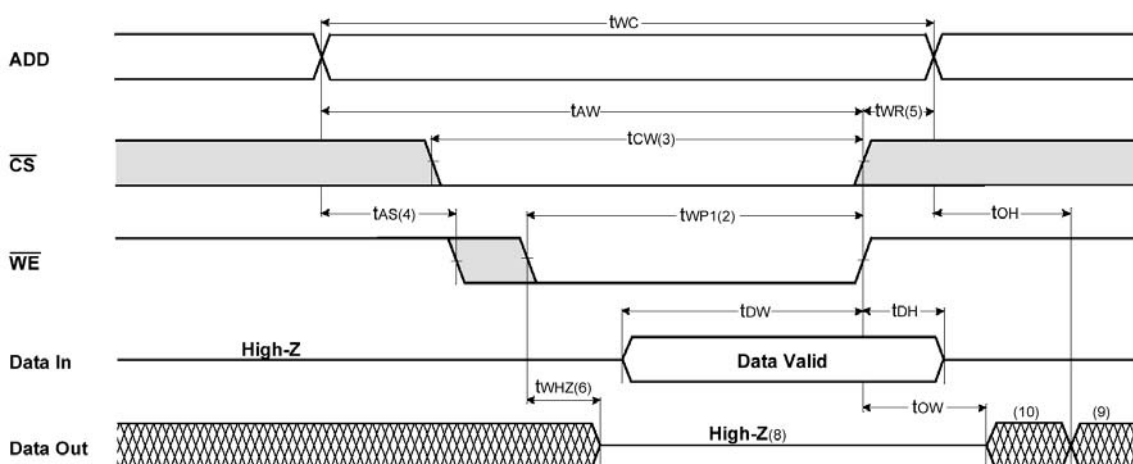 tWC
ADD
tAW
tWR(5)
tCW(3)
CS
tAS(4)
tWP1(2)
tOH
WE
tDW
tDH
High-Z
Data In
Data Valid
tWHZ(6)
tOW
(10)
(9)
High-Z(8)
Data Out